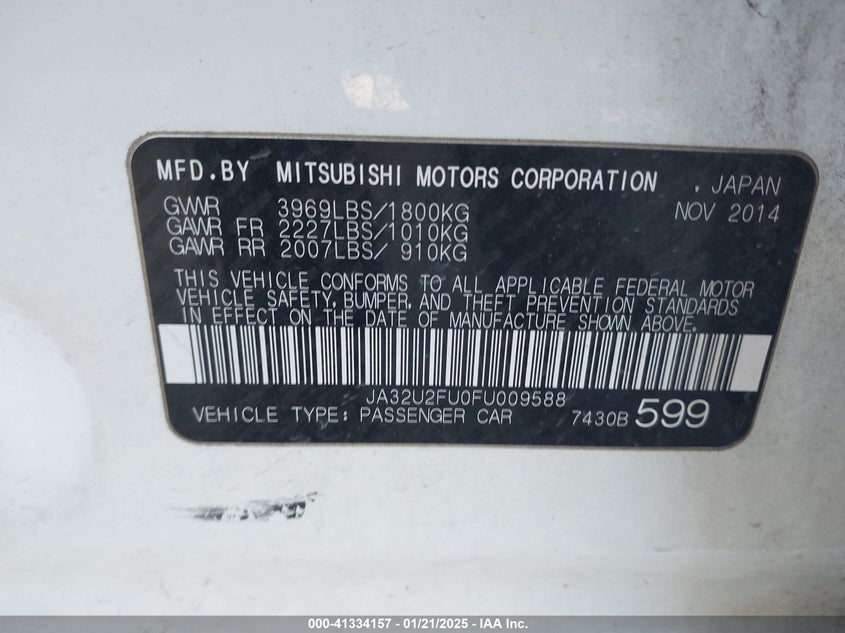 MFD.BY MITSUBISHI MOTORS CORPORATION , JAPAN
GVWR 3969LBS/1800KG NOV 2014
GAWR FR 2227LBS/1010KG
GAWR RR 2007LBS/ 910KG
THIS VEHICLE CONFORMS TO ALL APPLICABLE FEDERAL MOTOR
VEHICLE SAFETY, BUMPER, AND THEFT PREVENTION STANDARDS
IN EFFECT ON THE DATE OF MANUFACTURE SHOWN ABOVE.
JA32U2FU0FU009588
VEHICLE TYPE: PASSENGER CAR 7430B 599
000-41334157 - 01/21/2025 - IAA Inc.